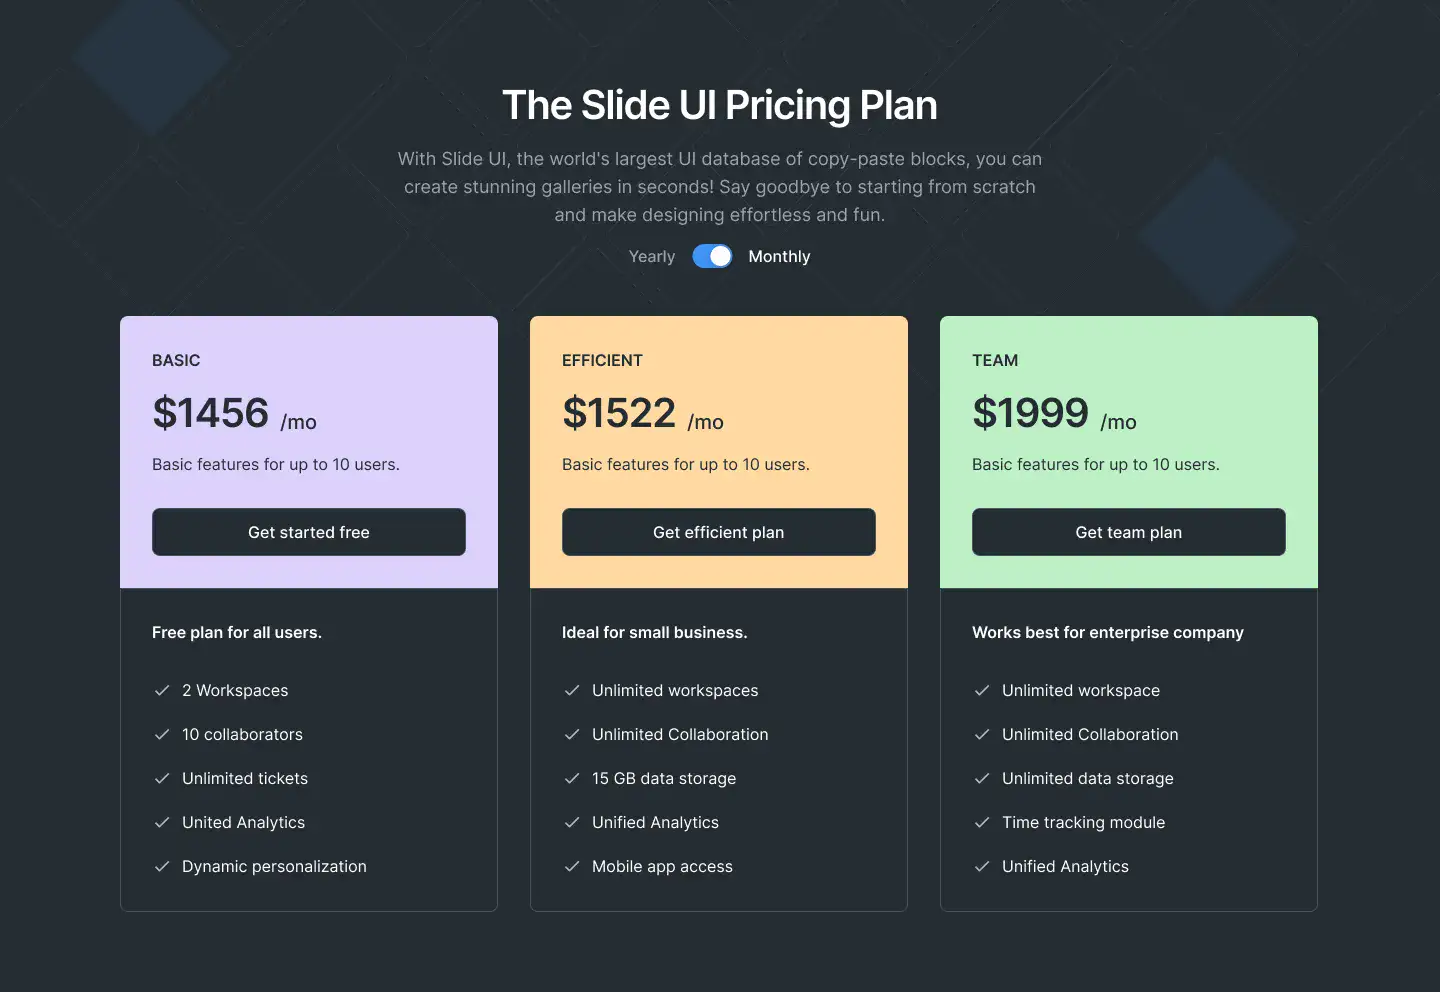 The Slide UI Pricing Plan
With Slide UI, the world's largest UI database of copy-paste blocks, you can
create stunning galleries in seconds! Say goodbye to starting from scratch
and make designing effortless and fun.
Yearly Monthly
BASIC
$1456 /mo
Basic features for up to 10 users.
Get started free
Free plan for all users.
2 Workspaces
10 collaborators
Unlimited tickets
United Analytics
Dynamic personalization
EFFICIENT
$1522 /mo
Basic features for up to 10 users.
Get efficient plan
Ideal for small business.
Unlimited workspaces
Unlimited Collaboration
15 GB data storage
Unified Analytics
Mobile app access
TEAM
$1999 /mo
Basic features for up to 10 users.
Get team plan
Works best for enterprise company
Unlimited workspace
Unlimited Collaboration
Unlimited data storage
Time tracking module
Unified Analytics